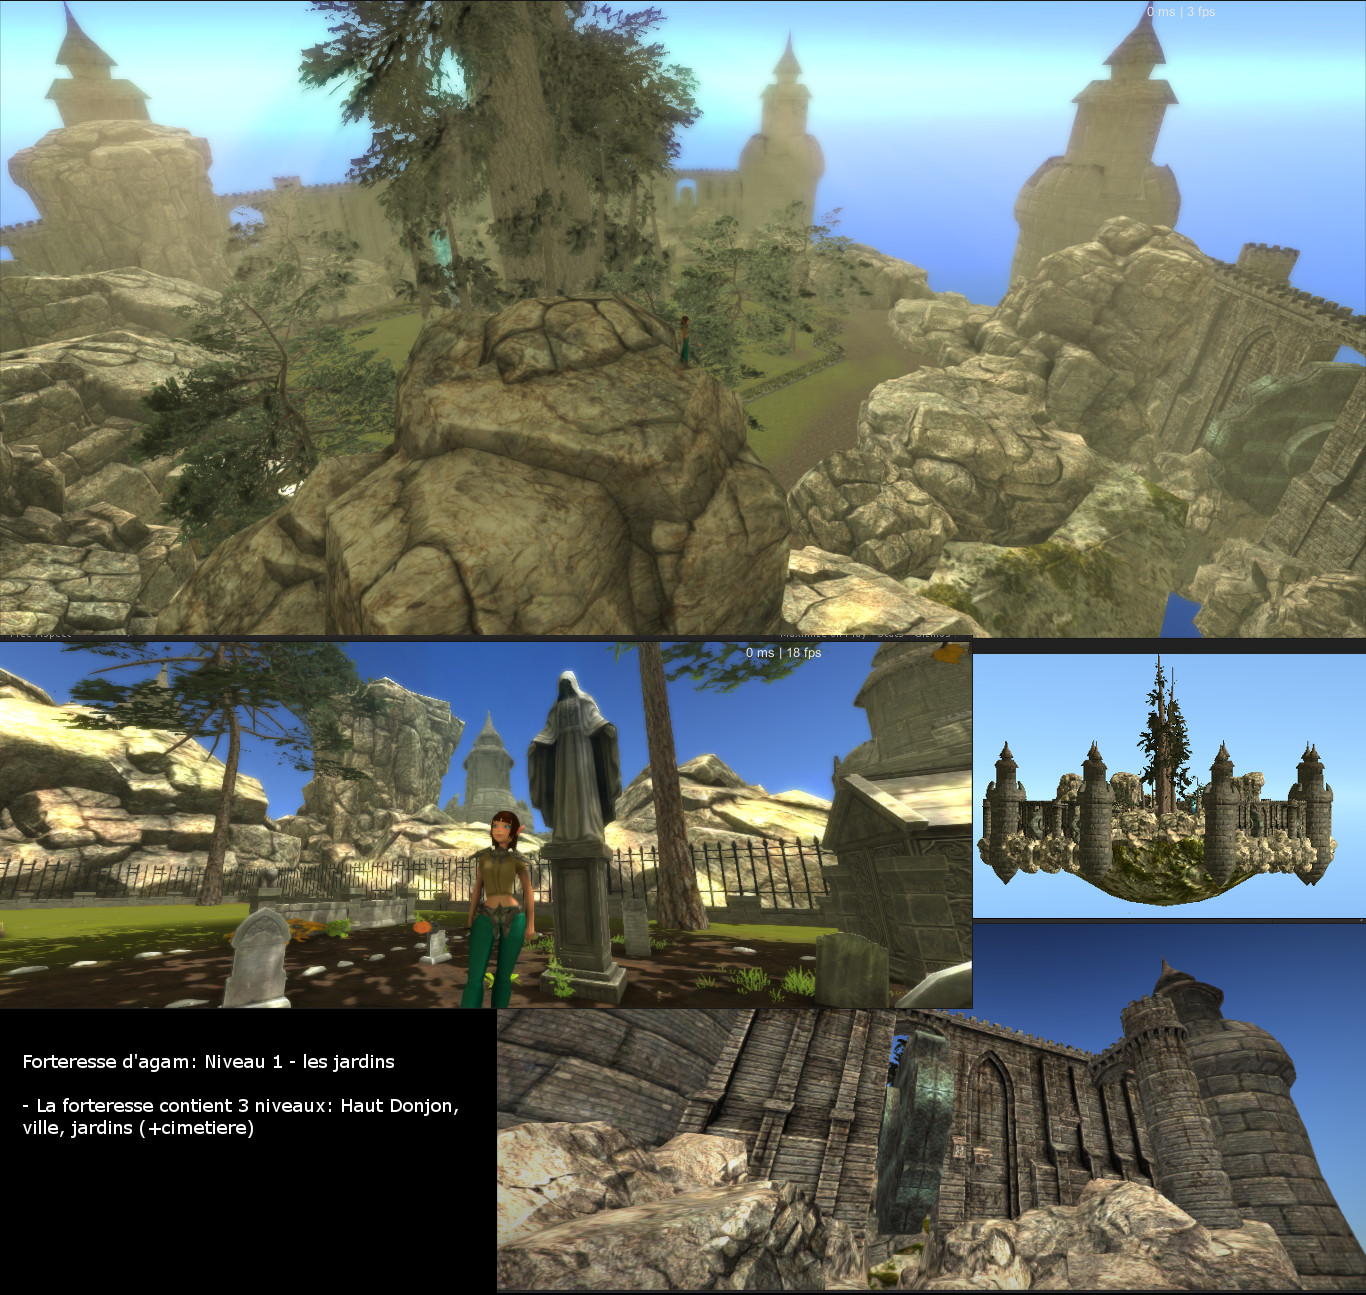 0 ms | 3 fps
0 ms | 18 fps
Forteresse d'agam: Niveau 1 - les jardins
- La forteresse contient 3 niveaux: Haut Donjon,
ville, jardins (+cimetiere)